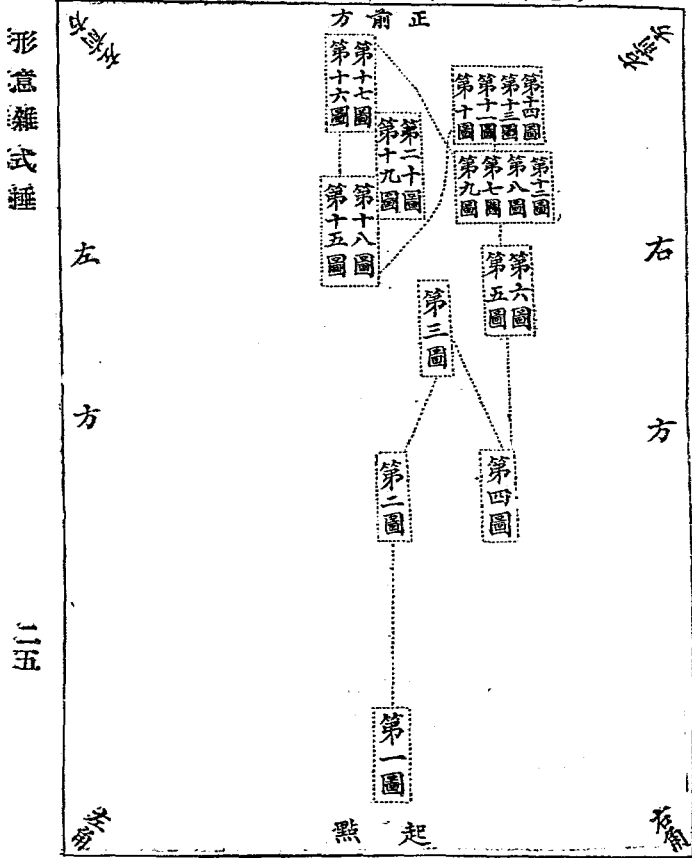 正前方
第十四圖
第十三圖
第十一圖
第十圖
第十二圖
第八圖
第七圖
第九圖
第十七圖
第十六圖
第二十圖
第十九圖
第十八圖
第十五圖
第六圖
第五圖
第三圖
第四圖
第二圖
第一圖
右方
左方
右角
起點
左角
形意雜式捶
二五